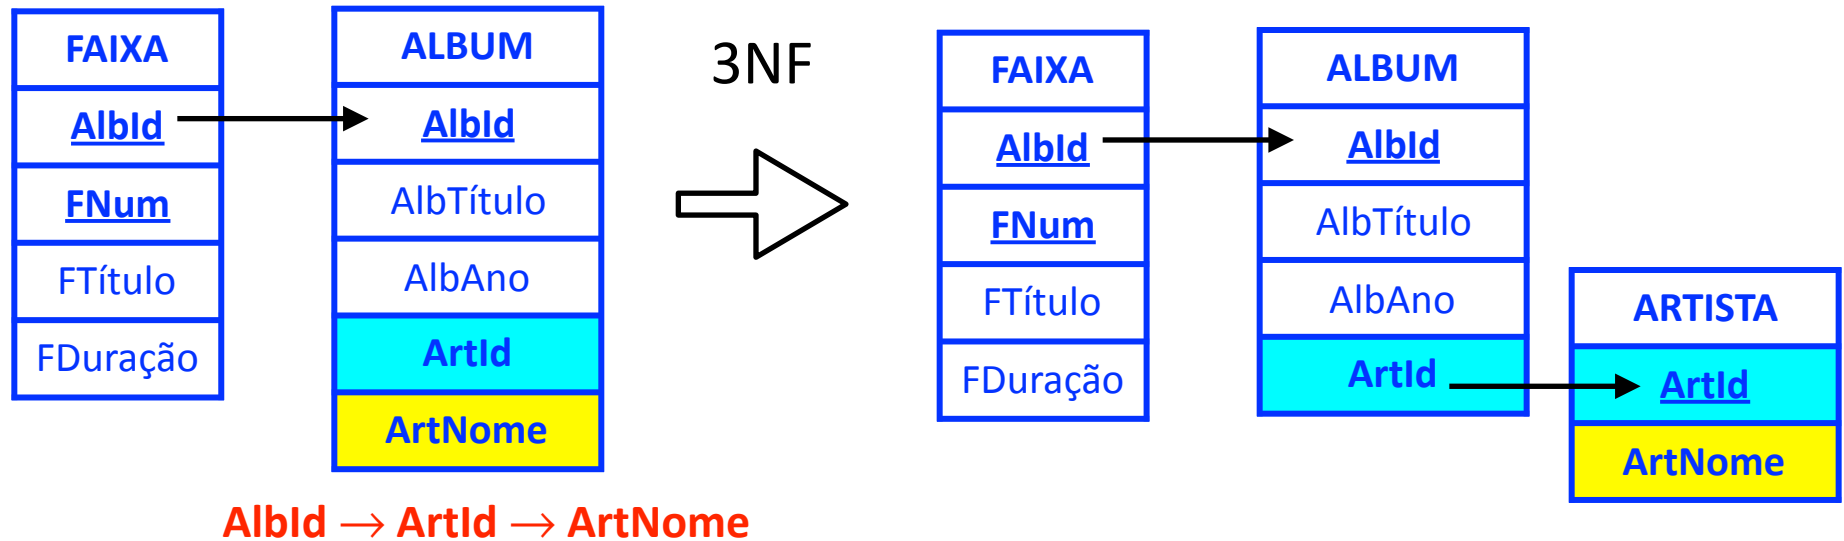 FAIXA
AlbId
FNum
FTítulo
FDuração
ALBUM
AlbId
AlbTítulo
AlbAno
ArtId
ArtNome
AlbId → ArtId → ArtNome
3NF
FAIXA
AlbId
FNum
FTítulo
FDuração
ALBUM
AlbId
AlbTítulo
AlbAno
ArtId
ARTISTA
ArtId
ArtNome